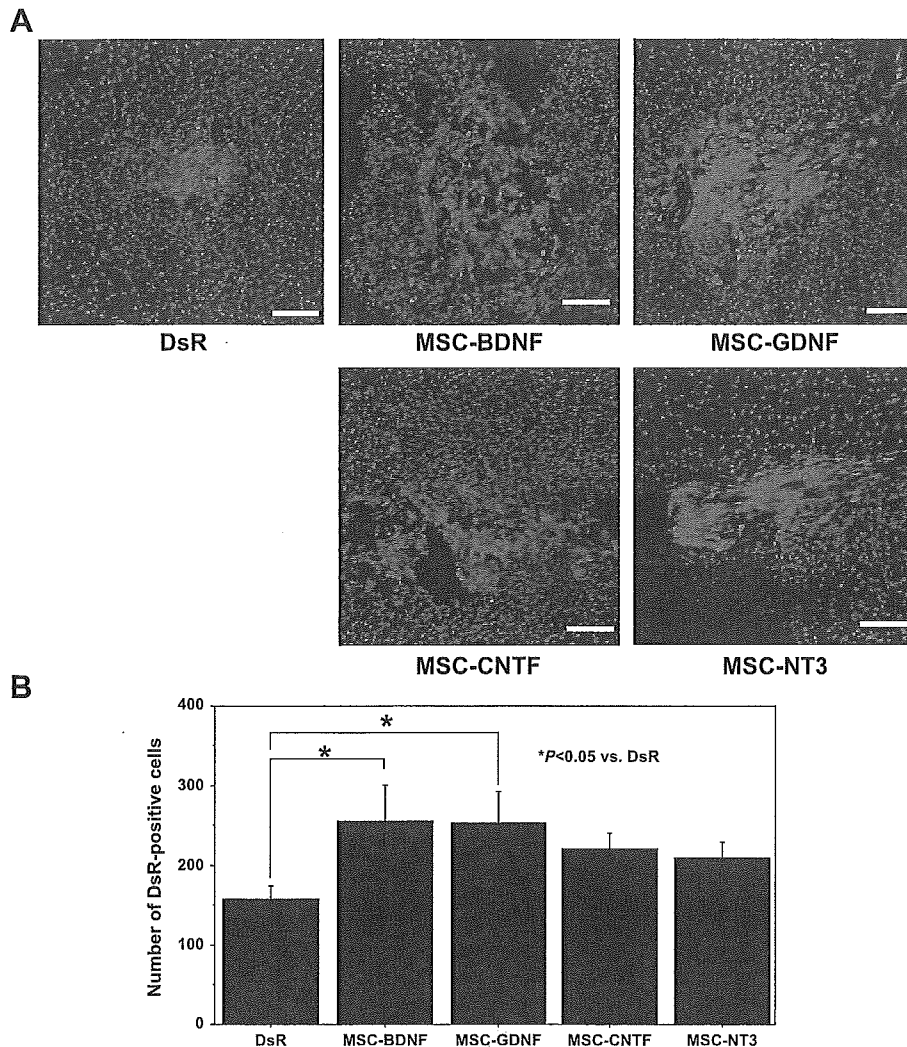 A
DsR
MSC-BDNF
MSC-GDNF
MSC-CNTF
MSC-NT3
B
Number of DsR-positive cells
400
300
200
100
0
*
*
*P<0.05 vs. DsR
DsR
MSC-BDNF
MSC-GDNF
MSC-CNTF
MSC-NT3